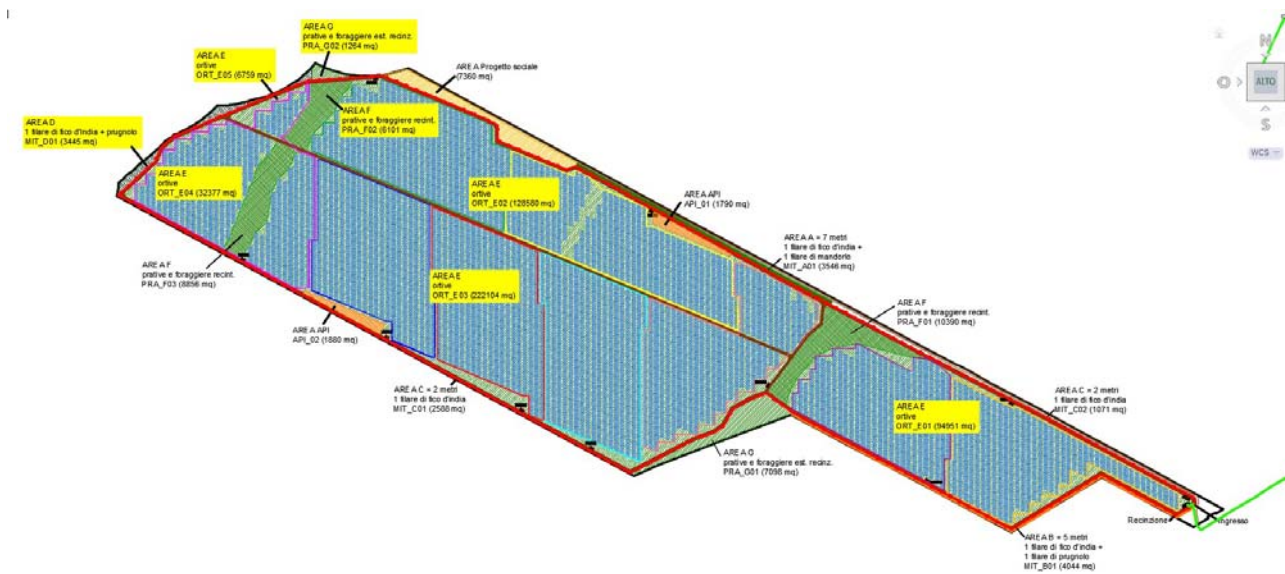 AREA G
prative e foraggiere est. recinz.
PRA_G02 (1264 mq)
AREA E
ortive
ORT_E05 (6759 mq)
AREA Progetto sociale
(7360 mq)
AREA D
1 filare di fico d'india + prugnolo
MIT_D01 (3445 mq)
AREA F
prative e foraggiere recint.
PRA_F02 (6101 mq)
AREA E
ortive
ORT_E04 (32377 mq)
AREA E
ortive
ORT_E02 (128580 mq)
AREA API
API_01 (1790 mq)
AREA A = 7 metri
1 filare di fico d'india +
1 filare di mandorlo
MIT_A01 (3546 mq)
AREA F
prative e foraggiere recint.
PRA_F03 (8856 mq)
AREA E
ortive
ORT_E03 (222104 mq)
AREA F
prative e foraggiere recint.
PRA_F01 (10390 mq)
AREA API
API_02 (1880 mq)
AREA C = 2 metri
1 filare di fico d'india
MIT_C01 (2588 mq)
AREA C = 2 metri
1 filare di fico d'india
MIT_C02 (1071 mq)
AREA E
ortive
ORT_E01 (94951 mq)
AREA G
prative e foraggiere est. recinz.
PRA_G01 (7098 mq)
Recinzione
Ingresso
AREA B = 5 metri
1 filare di fico d'india +
1 filare di prugnolo
MIT_B01 (4044 mq)
N
O
ALTO
S
WCS